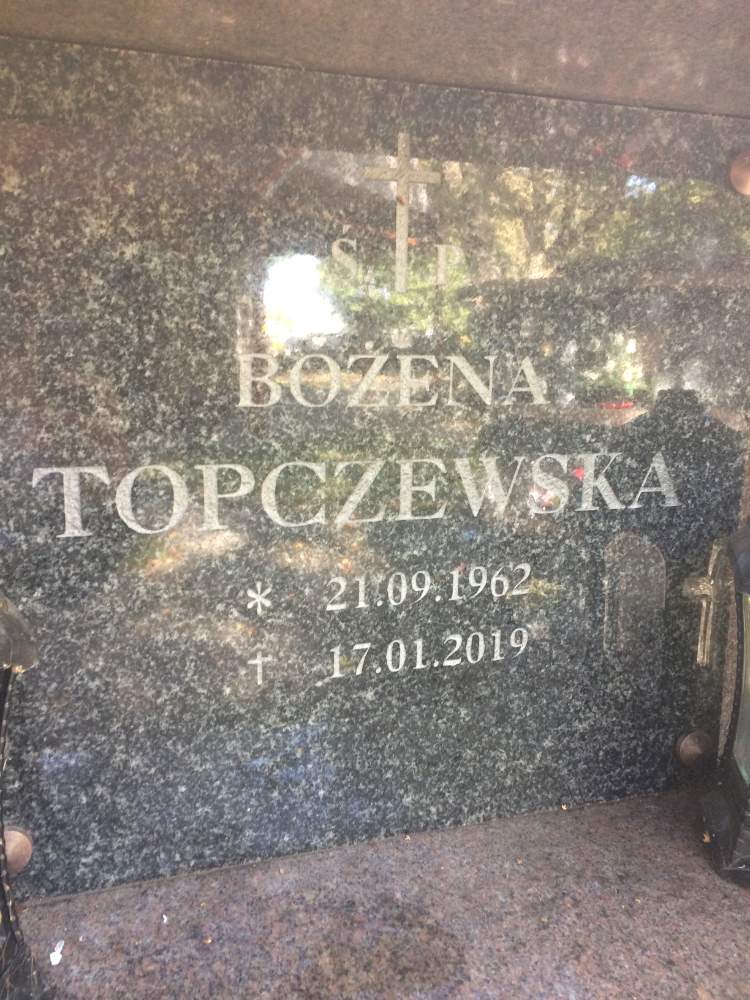 Ś P
BOŻENA
TOPCZEWSKA
* 21.09.1962
† 17.01.2019